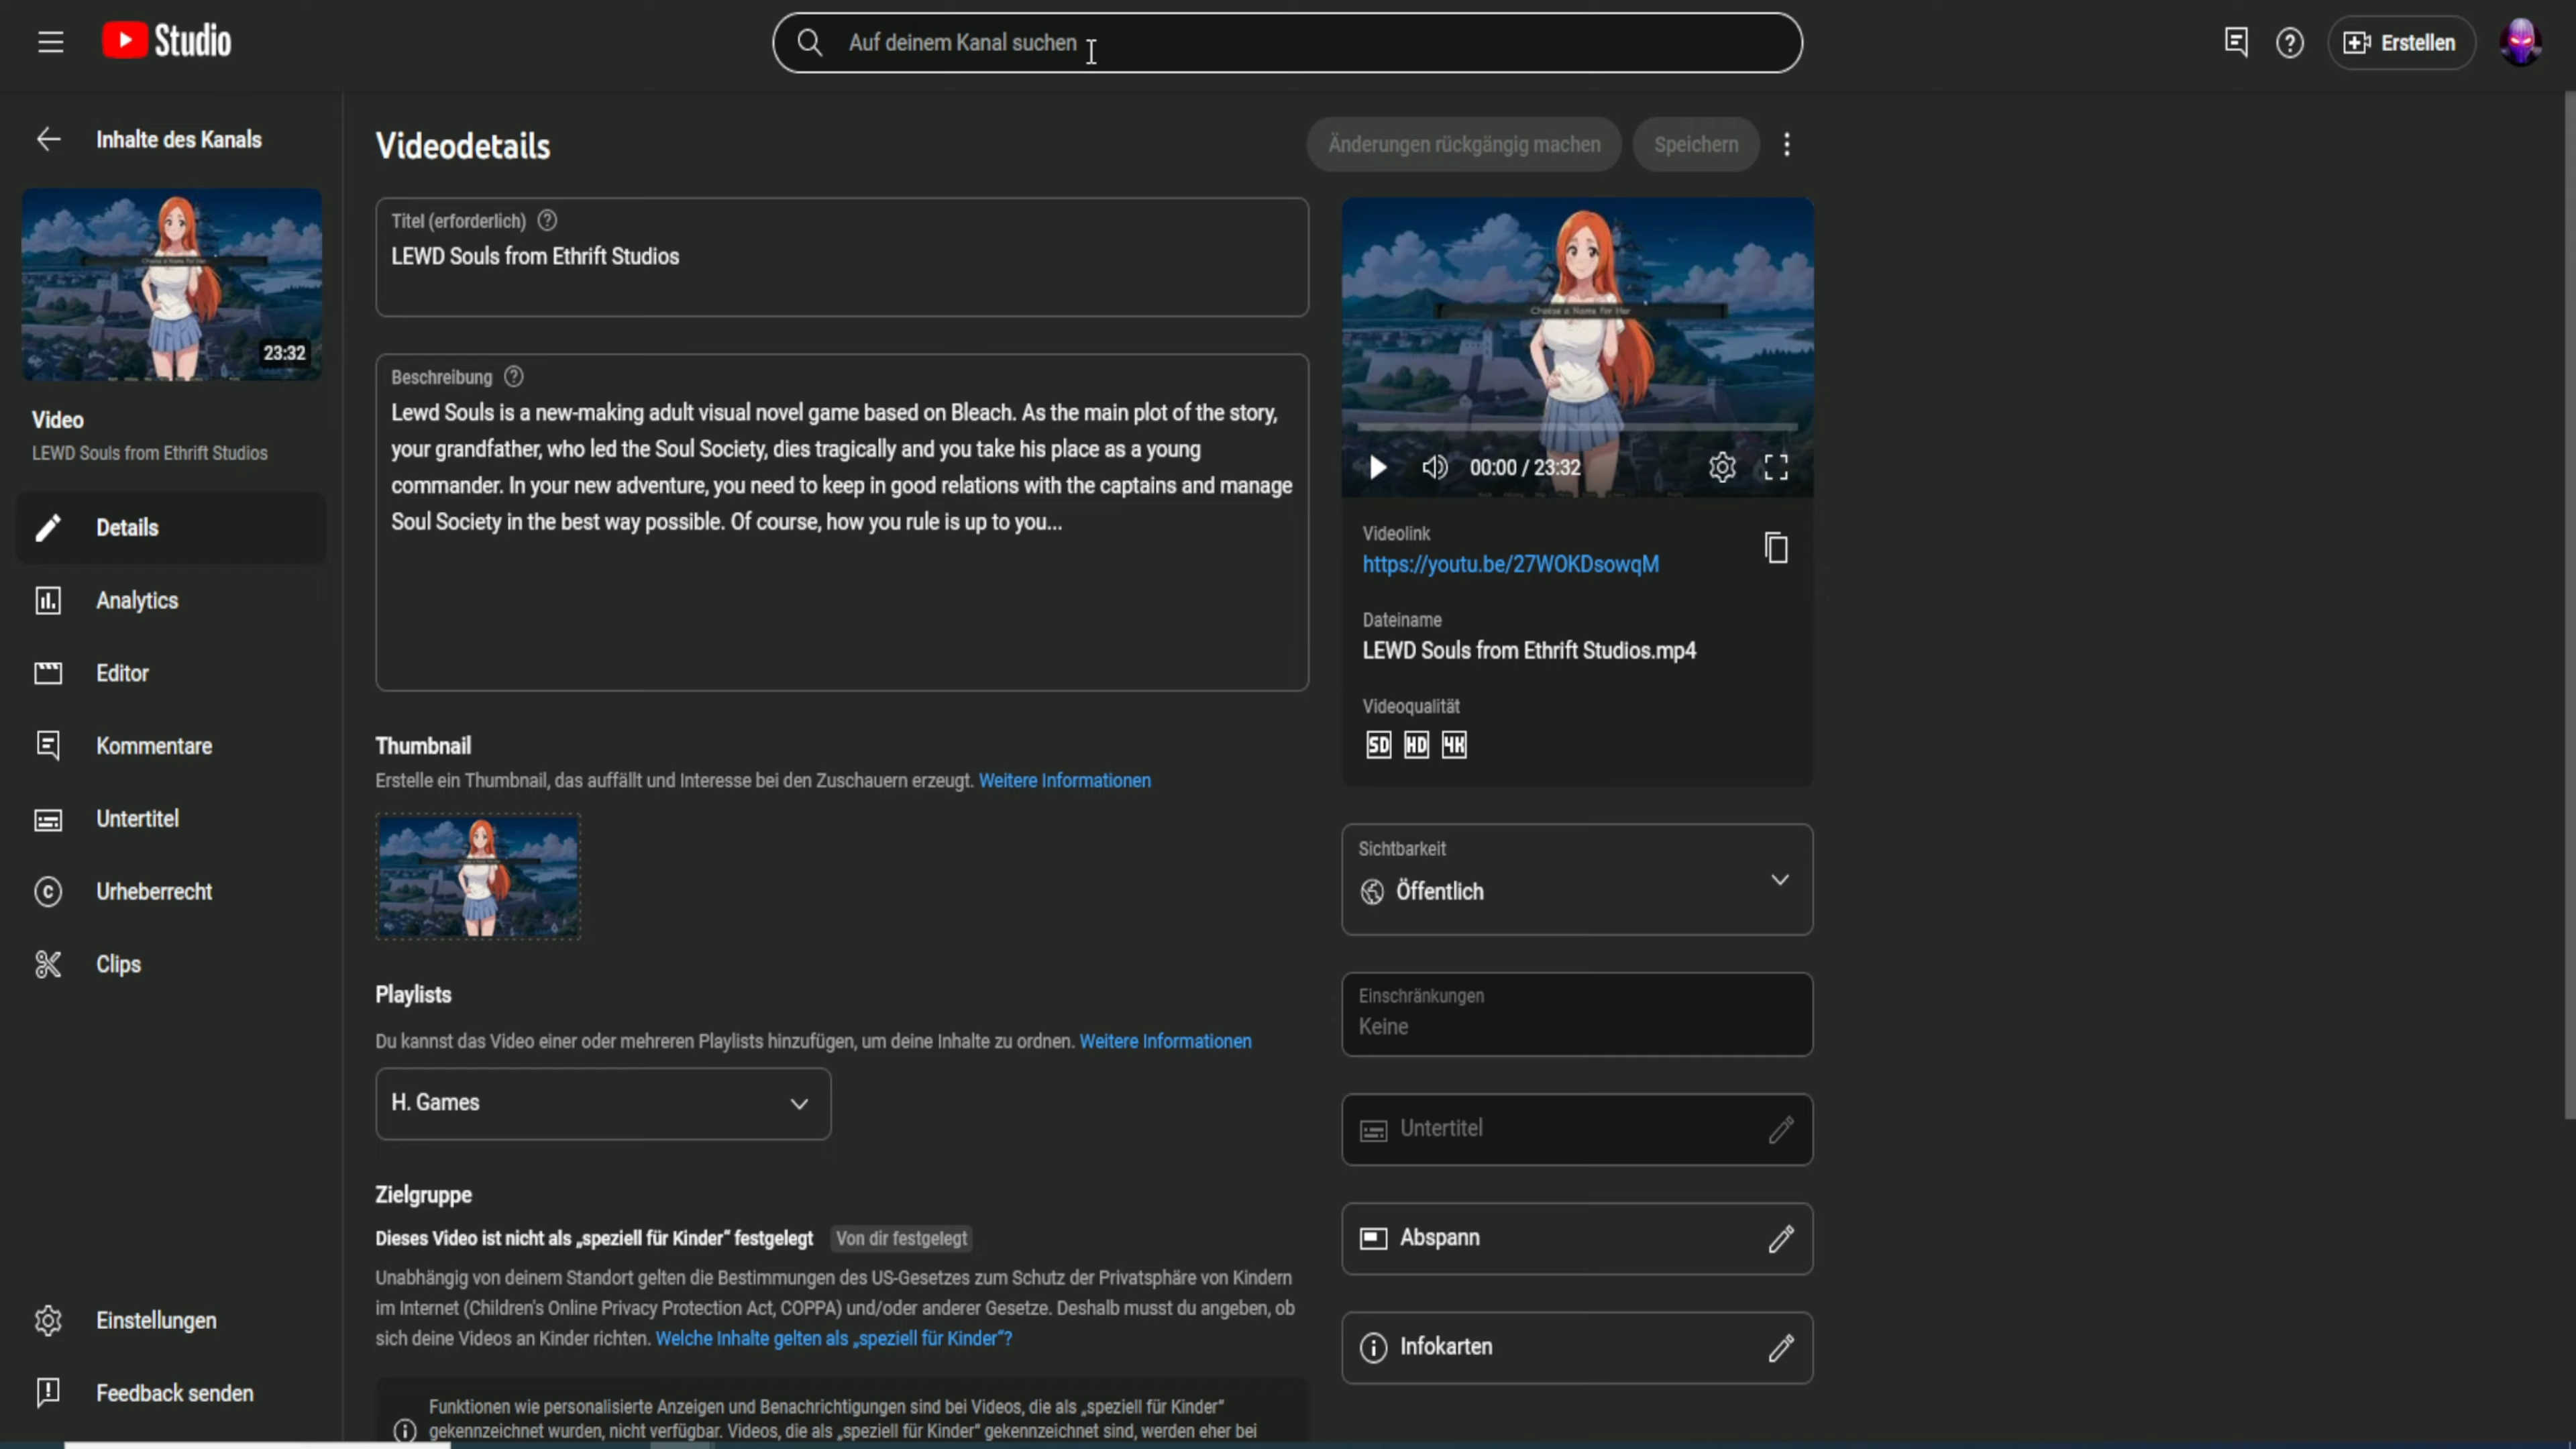 Studio
Auf deinem Kanal suchen
Erstellen
Inhalte des Kanals
23:32
Video
LEWD Souls from Ethrift Studios
Details
Analytics
Editor
Kommentare
Untertitel
Urheberrecht
Clips
Einstellungen
Feedback senden
Videodetails
Änderungen rückgängig machen
Speichern
Titel (erforderlich)
LEWD Souls from Ethrift Studios
Beschreibung
Lewd Souls is a new-making adult visual novel game based on Bleach. As the main plot of the story,
your grandfather, who led the Soul Society, dies tragically and you take his place as a young
commander. In your new adventure, you need to keep in good relations with the captains and manage
Soul Society in the best way possible. Of course, how you rule is up to you...
Thumbnail
Erstelle ein Thumbnail, das auffällt und Interesse bei den Zuschauern erzeugt. Weitere Informationen
Playlists
Du kannst das Video einer oder mehreren Playlists hinzufügen, um deine Inhalte zu ordnen. Weitere Informationen
H. Games
Zielgruppe
Dieses Video ist nicht als „speziell für Kinder“ festgelegt Von dir festgelegt
Unabhängig von deinem Standort gelten die Bestimmungen des US-Gesetzes zum Schutz der Privatsphäre von Kindern
im Internet (Children's Online Privacy Protection Act, COPPA) und/oder anderer Gesetze. Deshalb musst du angeben, ob
sich deine Videos an Kinder richten. Welche Inhalte gelten als „speziell für Kinder“?
Funktionen wie personalisierte Anzeigen und Benachrichtigungen sind bei Videos, die als „speziell für Kinder“
gekennzeichnet wurden, nicht verfügbar. Videos, die als „speziell für Kinder“ gekennzeichnet sind, werden eher bei
Choose a Name for Her
00:00 / 23:32
Videolink
https://youtu.be/27WOKDsowqM
Dateiname
LEWD Souls from Ethrift Studios.mp4
Videoqualität
SD HD 4K
Sichtbarkeit
Öffentlich
Einschränkungen
Keine
Untertitel
Abspann
Infokarten